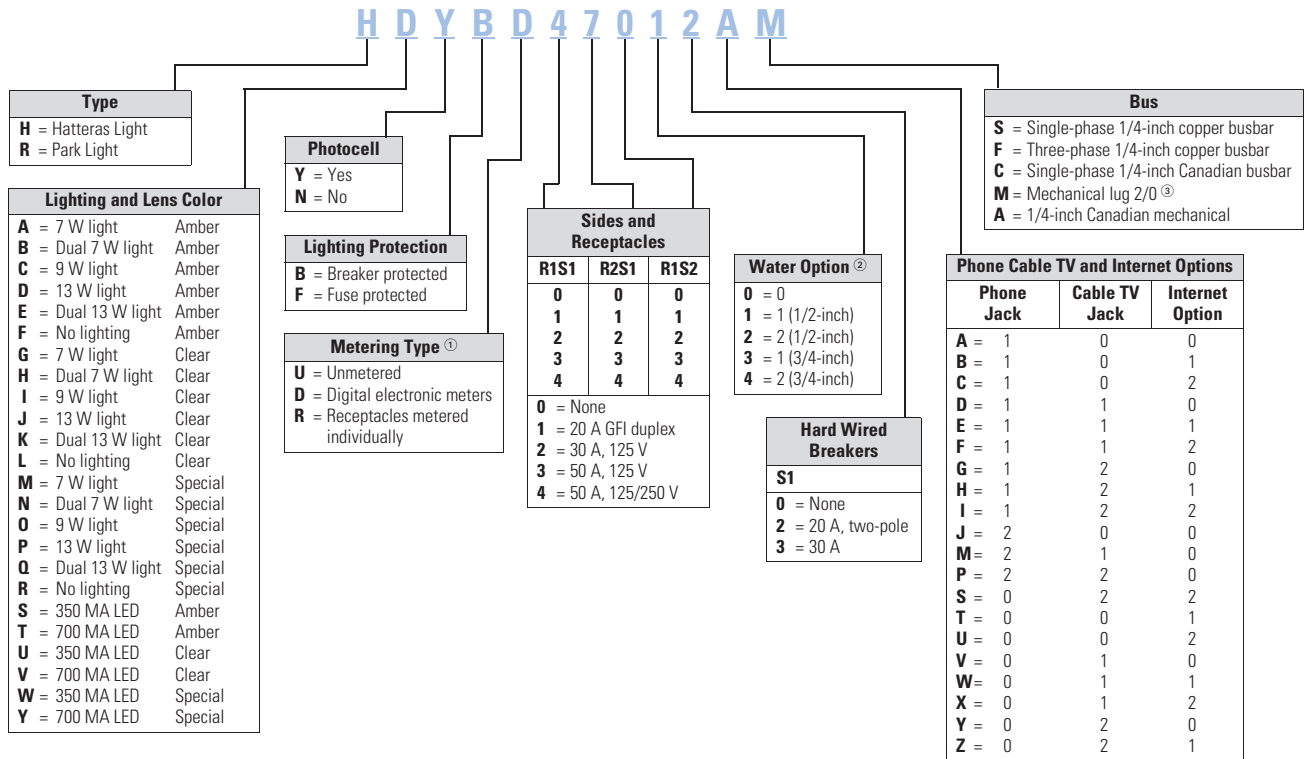 H D Y B D 4 7 0 1 2 A M
Type
H = Hatteras Light
R = Park Light
Lighting and Lens Color
A = 7 W light Amber
B = Dual 7 W light Amber
C = 9 W light Amber
D = 13 W light Amber
E = Dual 13 W light Amber
F = No lighting Amber
G = 7 W light Clear
H = Dual 7 W light Clear
I = 9 W light Clear
J = 13 W light Clear
K = Dual 13 W light Clear
L = No lighting Clear
M = 7 W light Special
N = Dual 7 W light Special
O = 9 W light Special
P = 13 W light Special
Q = Dual 13 W light Special
R = No lighting Special
S = 350 MA LED Amber
T = 700 MA LED Amber
U = 350 MA LED Clear
V = 700 MA LED Clear
W = 350 MA LED Special
Y = 700 MA LED Special
Photocell
Y = Yes
N = No
Lighting Protection
B = Breaker protected
F = Fuse protected
Metering Type ①
U = Unmetered
D = Digital electronic meters
R = Receptacles metered
individually
Sides and
Receptacles
R1S1 R2S1 R1S2
0 0 0
1 1 1
2 2 2
3 3 3
4 4 4
0 = None
1 = 20 A GFI duplex
2 = 30 A, 125 V
3 = 50 A, 125 V
4 = 50 A, 125/250 V
Water Option ②
0 = 0
1 = 1 (1/2-inch)
2 = 2 (1/2-inch)
3 = 1 (3/4-inch)
4 = 2 (3/4-inch)
Hard Wired
Breakers
S1
0 = None
2 = 20 A, two-pole
3 = 30 A
Bus
S = Single-phase 1/4-inch copper busbar
F = Three-phase 1/4-inch copper busbar
C = Single-phase 1/4-inch Canadian busbar
M = Mechanical lug 2/0 ③
A = 1/4-inch Canadian mechanical
Phone Cable TV and Internet Options
Phone Cable TV Internet
Jack Jack Option
A = 1 0 0
B = 1 0 1
C = 1 0 2
D = 1 1 0
E = 1 1 1
F = 1 1 2
G = 1 2 0
H = 1 2 1
I = 1 2 2
J = 2 0 0
M = 2 1 0
P = 2 2 0
S = 0 2 2
T = 0 0 1
U = 0 0 2
V = 0 1 0
W = 0 1 1
X = 0 1 2
Y = 0 2 0
Z = 0 2 1